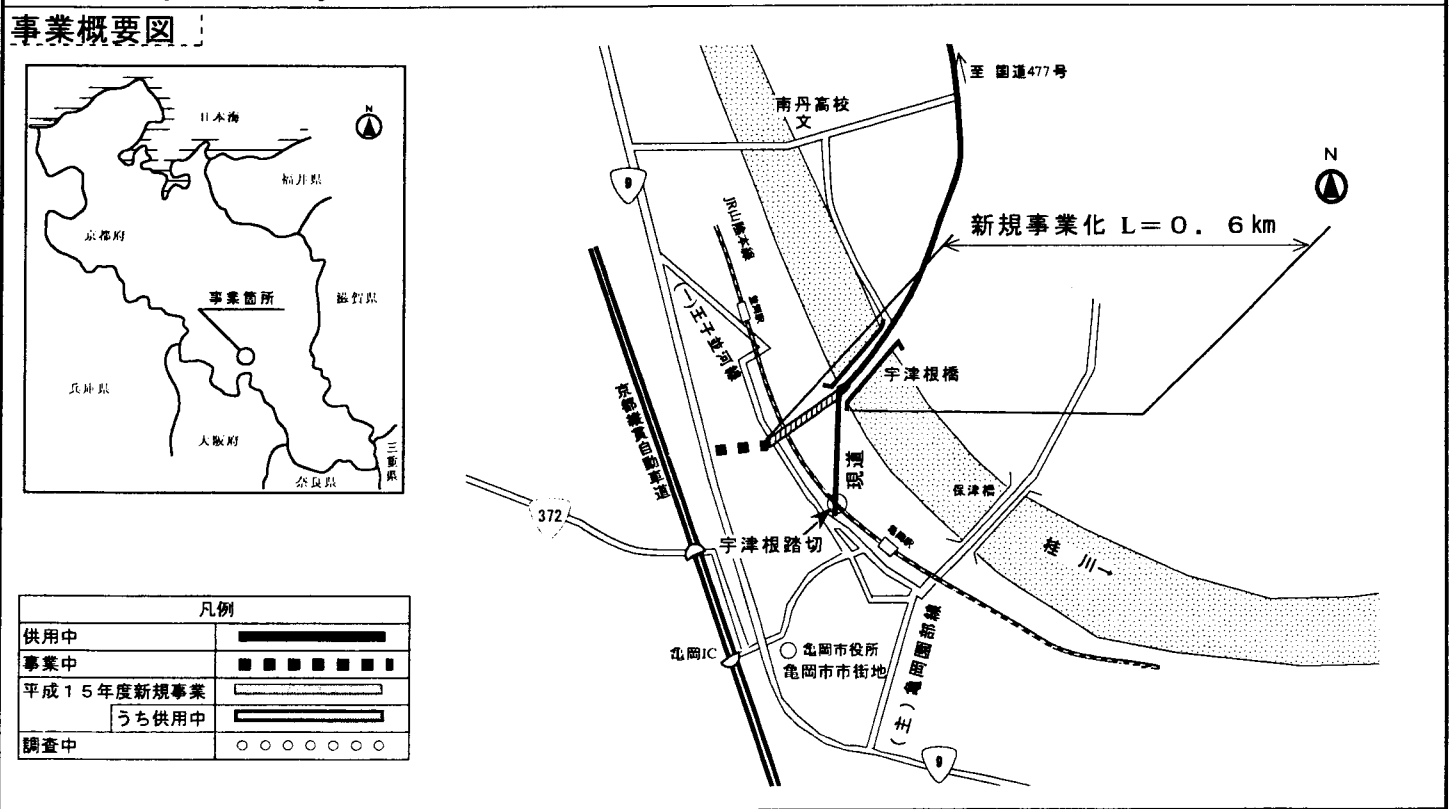 事業概要図
日本海
N
福井県
京都府
事業箇所
滋賀県
兵庫県
大阪府
三重県
奈良県
凡例
供用中
事業中
平成15年度新規事業
うち供用中
調査中
至 国道477号
南丹高校
文
9
N
JR山陰本線
新規事業化 L=0.6km
(一)王子並河線
宇津根橋
京都縦貫自動車道
現道
保津橋
372
宇津根踏切
桂川→
亀岡IC
亀岡市役所
亀岡市市街地
(主)亀岡園部線
9